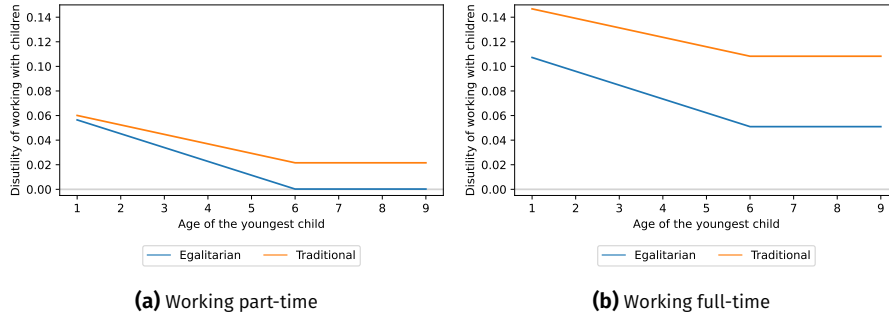 0.14
0.12
0.10
0.08
0.06
0.04
0.02
0.00
Disutility of working with children
1 2 3 4 5 6 7 8 9
Age of the youngest child
Egalitarian Traditional
(a) Working part-time
0.14
0.12
0.10
0.08
0.06
0.04
0.02
0.00
Disutility of working with children
1 2 3 4 5 6 7 8 9
Age of the youngest child
Egalitarian Traditional
(b) Working full-time